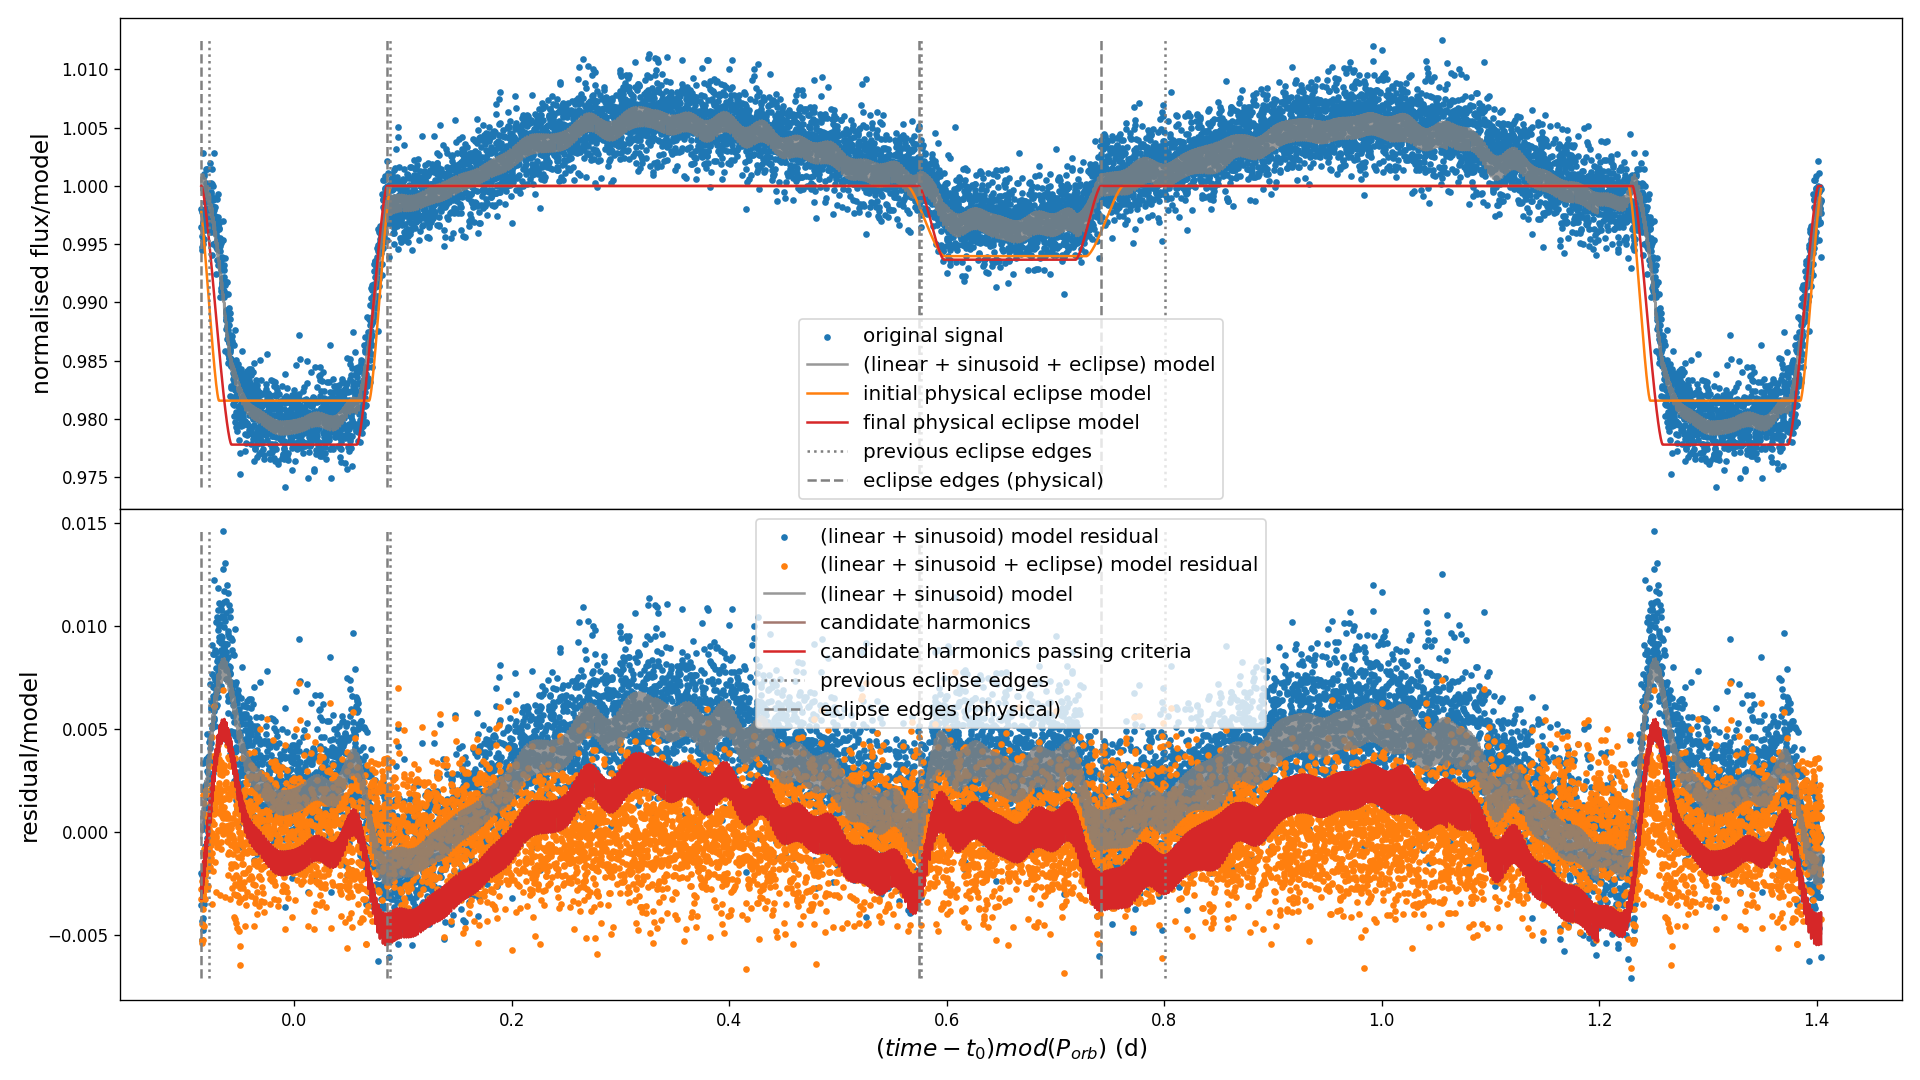 normalised flux/model
1.010
1.005
1.000
0.995
0.990
0.985
0.980
0.975
original signal
(linear + sinusoid + eclipse) model
initial physical eclipse model
final physical eclipse model
previous eclipse edges
eclipse edges (physical)
residual/model
0.015
0.010
0.005
0.000
−0.005
(linear + sinusoid) model residual
(linear + sinusoid + eclipse) model residual
(linear + sinusoid) model
candidate harmonics
candidate harmonics passing criteria
previous eclipse edges
eclipse edges (physical)
0.0 0.2 0.4 0.6 0.8 1.0 1.2 1.4
(time − t₀)mod(P_orb) (d)